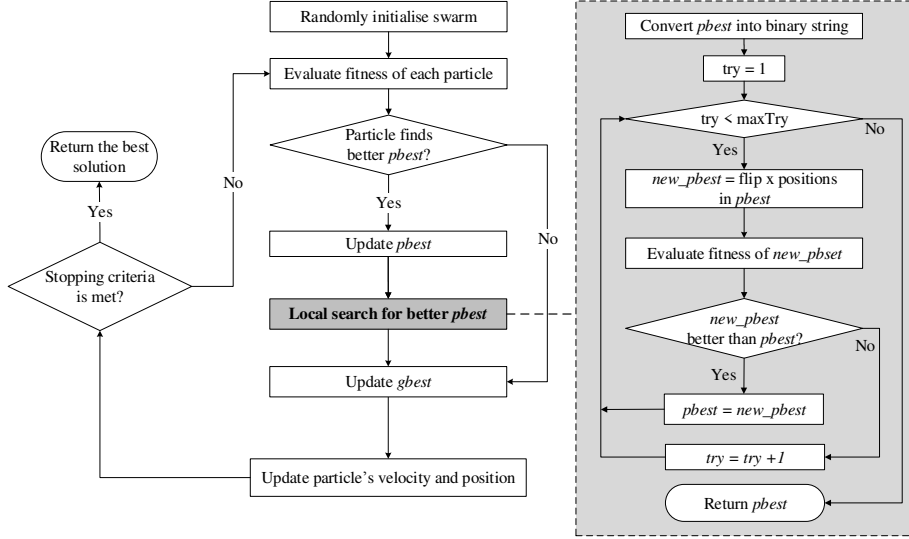 Randomly initialise swarm
Evaluate fitness of each particle
Particle finds
better pbest?
Yes
No
Update pbest
Local search for better pbest
Update gbest
Update particle's velocity and position
Stopping criteria
is met?
Yes
No
Return the best
solution
Convert pbest into binary string
try = 1
try < maxTry
Yes
No
new_pbest = flip x positions
in pbest
Evaluate fitness of new_pbset
new_pbest
better than pbest?
Yes
No
pbest = new_pbest
try = try +1
Return pbest